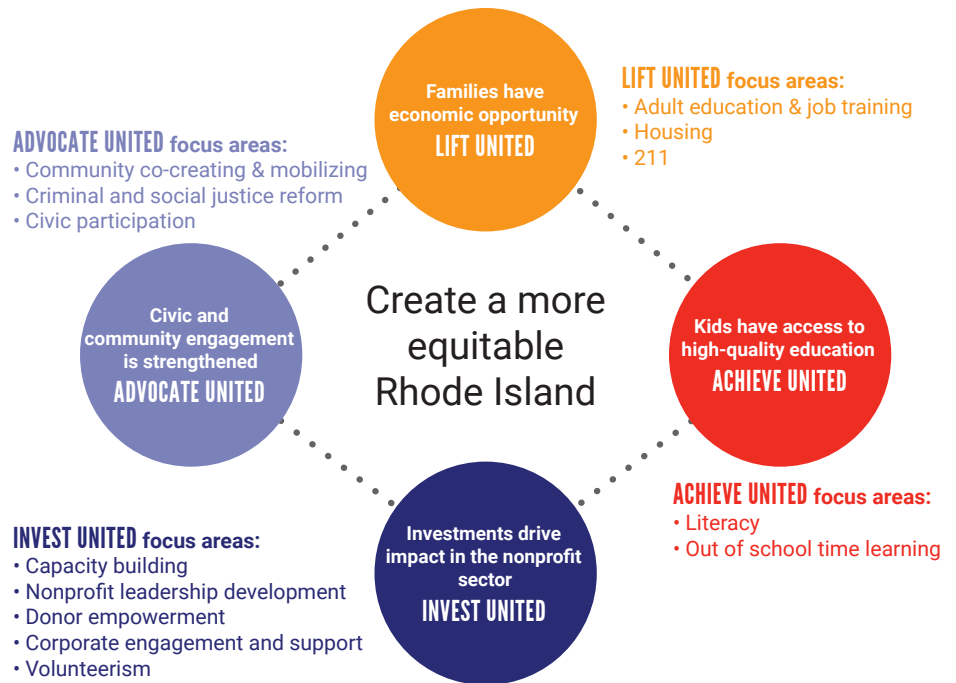 Families have
economic opportunity
LIFT UNITED
LIFT UNITED focus areas:
• Adult education & job training
• Housing
• 211
ADVOCATE UNITED focus areas:
• Community co-creating & mobilizing
• Criminal and social justice reform
• Civic participation
Civic and
community engagement
is strengthened
ADVOCATE UNITED
Create a more
equitable
Rhode Island
Kids have access to
high-quality education
ACHIEVE UNITED
ACHIEVE UNITED focus areas:
• Literacy
• Out of school time learning
INVEST UNITED focus areas:
• Capacity building
• Nonprofit leadership development
• Donor empowerment
• Corporate engagement and support
• Volunteerism
Investments drive
impact in the nonprofit
sector
INVEST UNITED